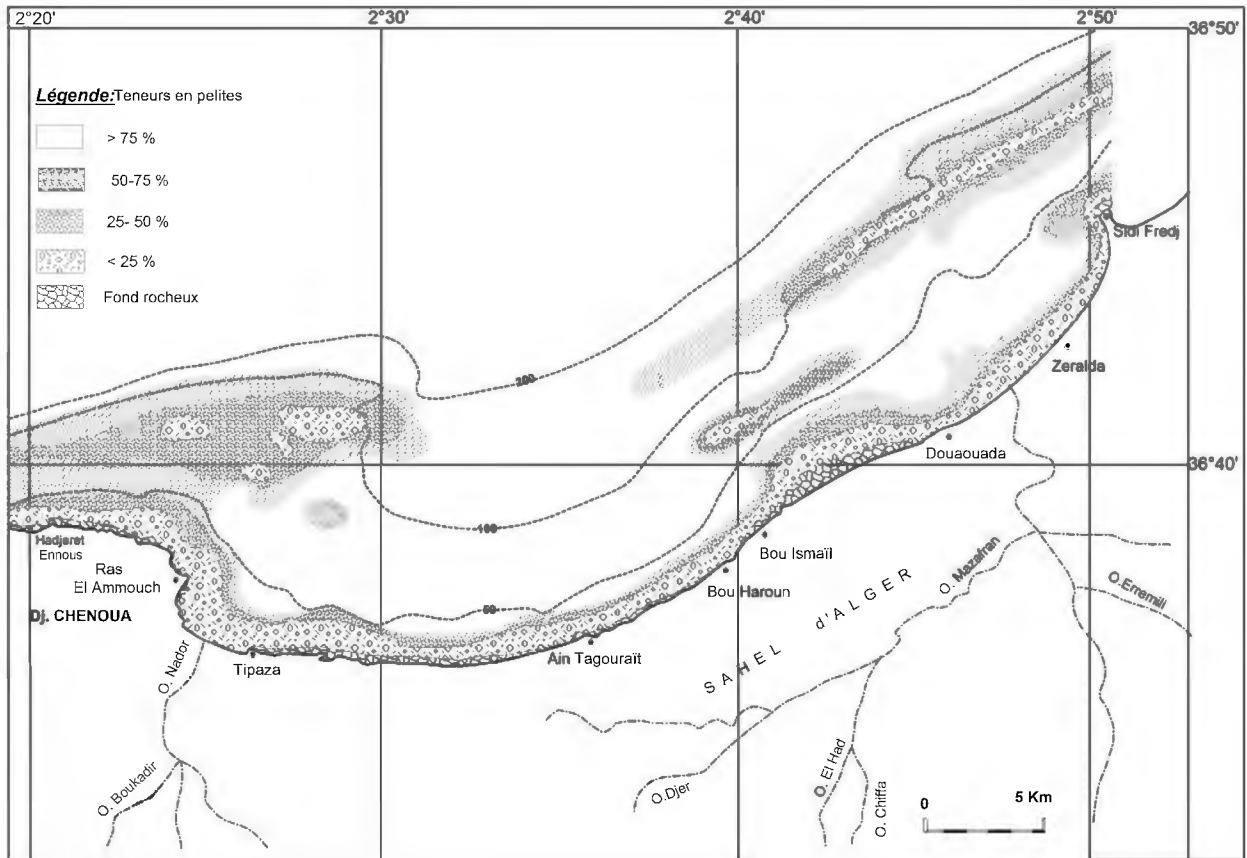 2°20'
2°30'
2°40'
2°50'
36°50'
Légende: Teneurs en pelites
> 75 %
50-75 %
25- 50 %
< 25 %
Fond rocheux
Sidi Fredj
Zeralda
200
Douaouada
36°40'
100
Hadjeret
Ennous
Ras
El Ammouch
Bou Ismaïl
Bou Haroun
O. Mazafran
O. Erremili
50
Dj. CHENOUA
SAHEL d'ALGER
Ain Tagouraït
Tipaza
O. Nador
O. Boukadir
O.Djer
O. El Had
O. Chiffa
0 5 Km